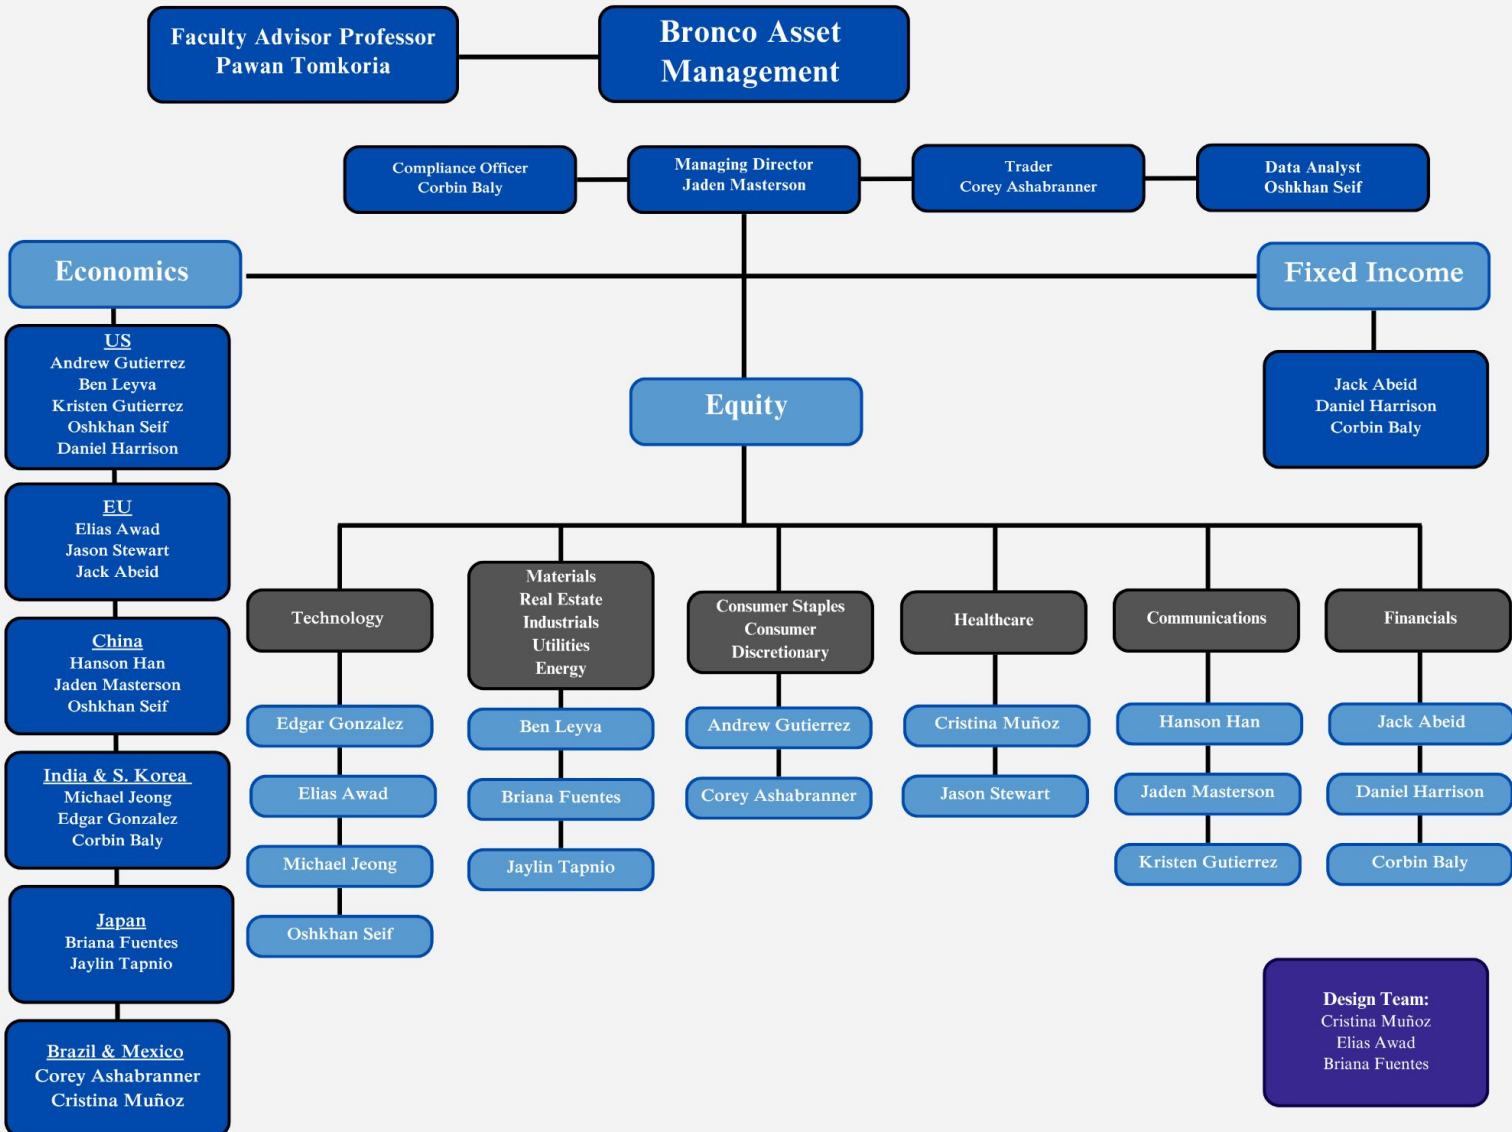 Faculty Advisor Professor
Pawan Tomkoria
Bronco Asset
Management
Compliance Officer
Corbin Baly
Managing Director
Jaden Masterson
Trader
Corey Ashabranner
Data Analyst
Oshkhan Seif
Economics
Fixed Income
US
Andrew Gutierrez
Ben Leyva
Kristen Gutierrez
Oshkhan Seif
Daniel Harrison
EU
Elias Awad
Jason Stewart
Jack Abeid
China
Hanson Han
Jaden Masterson
Oshkhan Seif
India & S. Korea
Michael Jeong
Edgar Gonzalez
Corbin Baly
Japan
Briana Fuentes
Jaylin Tapnio
Brazil & Mexico
Corey Ashabranner
Cristina Muñoz
Jack Abeid
Daniel Harrison
Corbin Baly
Equity
Technology
Edgar Gonzalez
Elias Awad
Michael Jeong
Oshkhan Seif
Materials
Real Estate
Industrials
Utilities
Energy
Ben Leyva
Briana Fuentes
Jaylin Tapnio
Consumer Staples
Consumer
Discretionary
Andrew Gutierrez
Corey Ashabranner
Healthcare
Cristina Muñoz
Jason Stewart
Communications
Hanson Han
Jaden Masterson
Kristen Gutierrez
Financials
Jack Abeid
Daniel Harrison
Corbin Baly
Design Team:
Cristina Muñoz
Elias Awad
Briana Fuentes